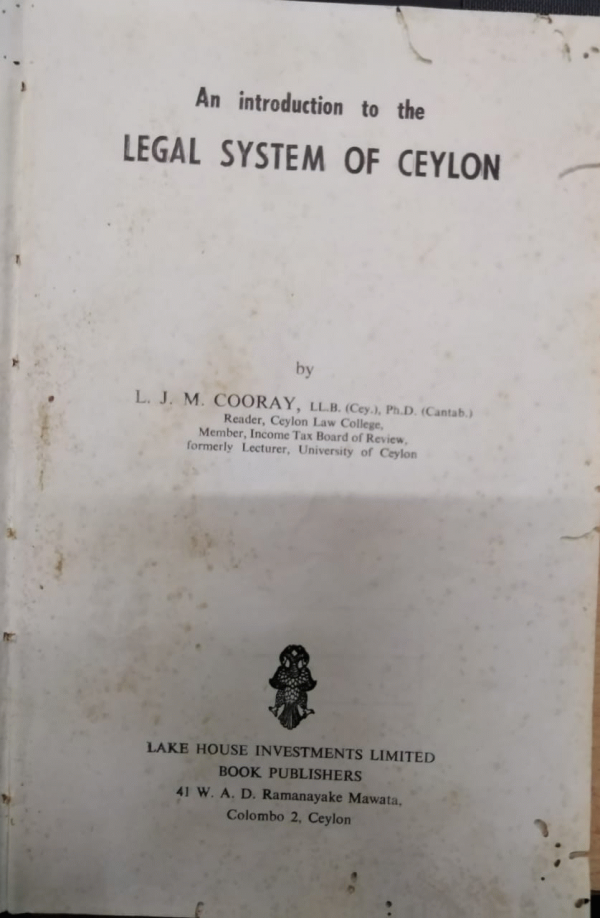 An introduction to the
LEGAL SYSTEM OF CEYLON
by
L. J. M. COORAY, LL.B. (Cey.), Ph.D. (Cantab.)
Reader, Ceylon Law College,
Member, Income Tax Board of Review,
formerly Lecturer, University of Ceylon
LAKE HOUSE INVESTMENTS LIMITED
BOOK PUBLISHERS
41 W. A. D. Ramanayake Mawata,
Colombo 2, Ceylon